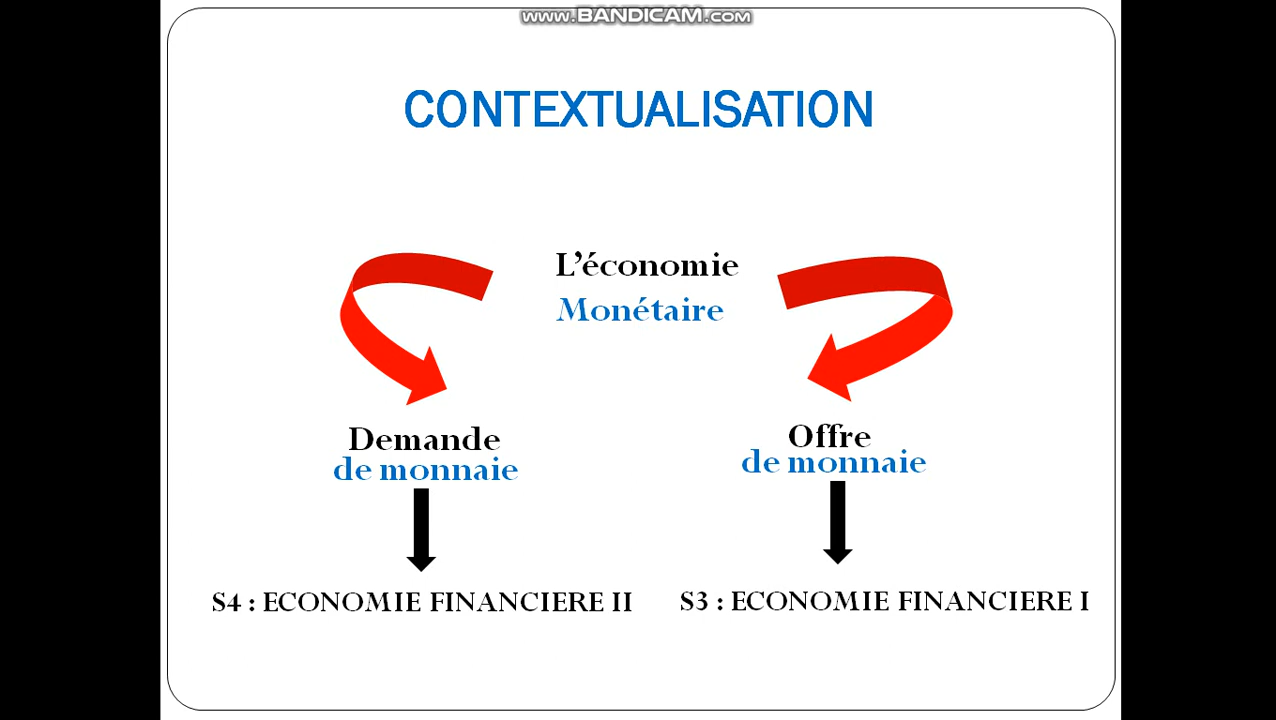 www.BANDICAM.com
CONTEXTUALISATION
L’économie
Monétaire
Demande
de monnaie
Offre
de monnaie
S4 : ECONOMIE FINANCIERE II
S3 : ECONOMIE FINANCIERE I